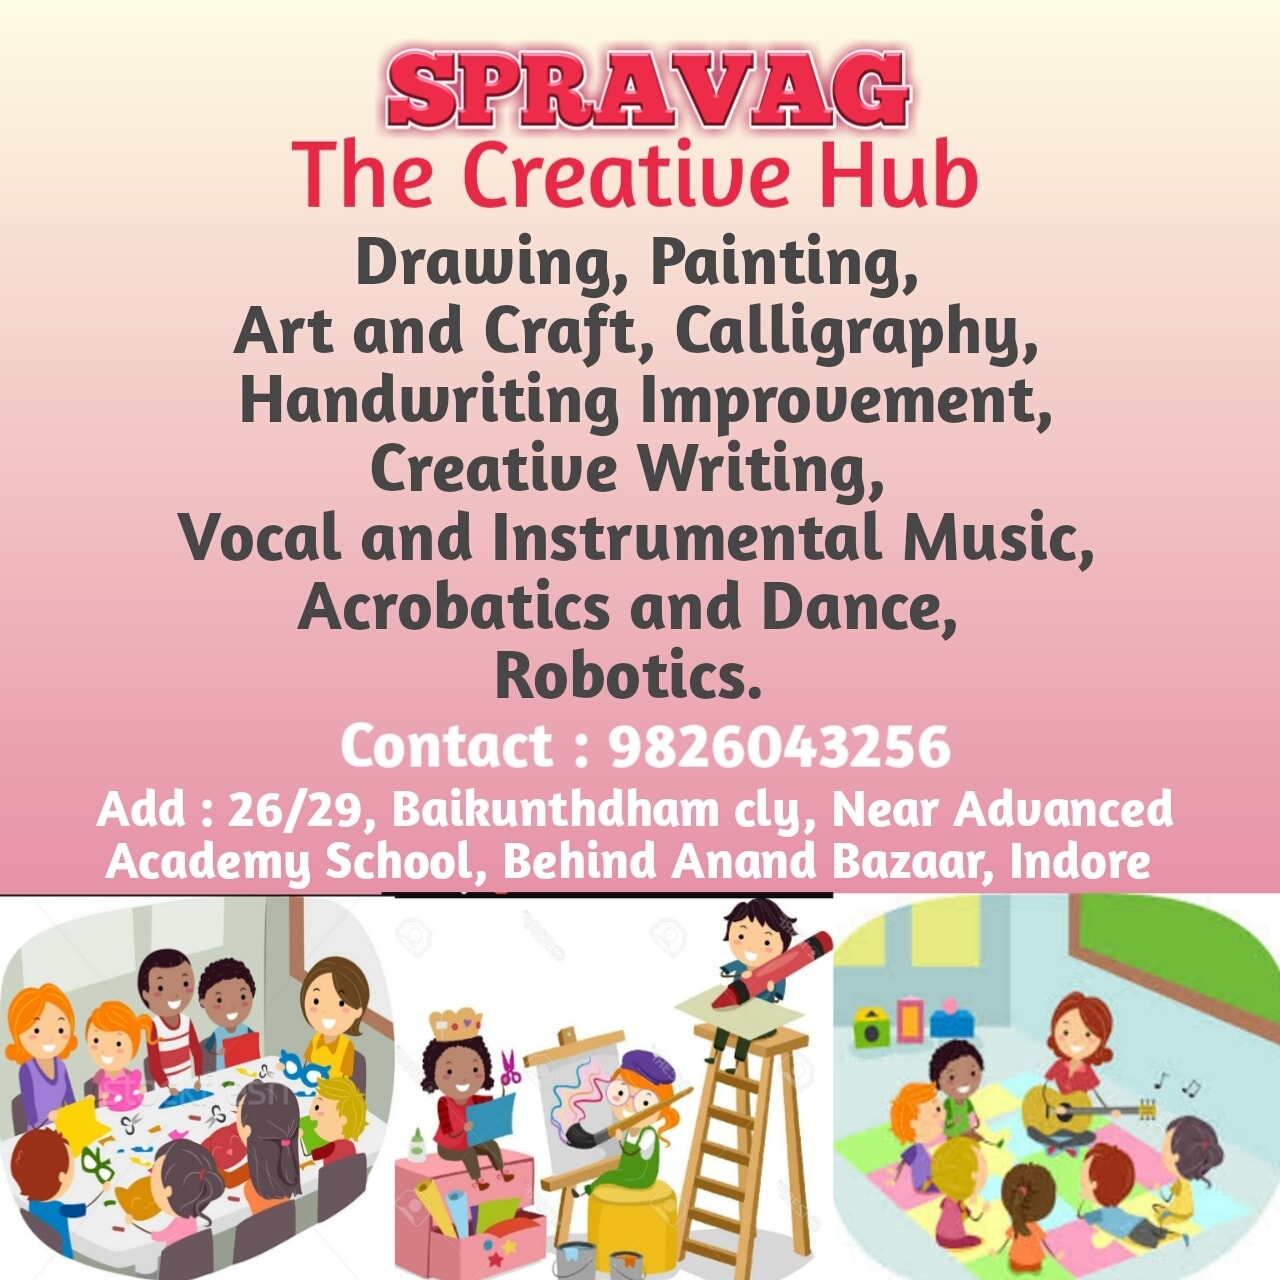 SPRAVAG
The Creative Hub
Drawing, Painting,
Art and Craft, Calligraphy,
Handwriting Improvement,
Creative Writing,
Vocal and Instrumental Music,
Acrobatics and Dance,
Robotics.
Contact : 9826043256
Add : 26/29, Baikunthdham cly, Near Advanced
Academy School, Behind Anand Bazaar, Indore